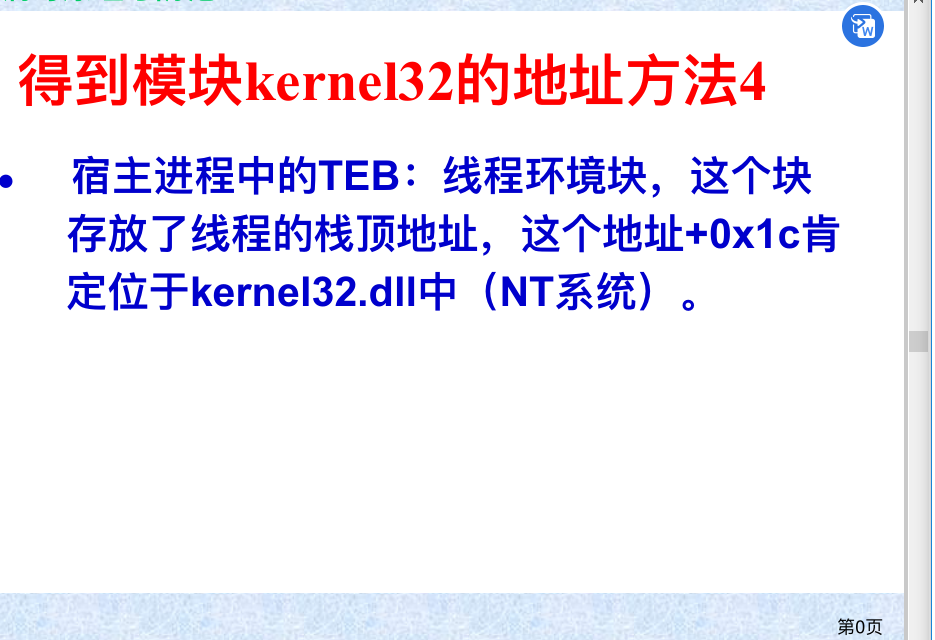 得到模块kernel32的地址方法4
• 宿主进程中的TEB：线程环境块，这个块
存放了线程的栈顶地址，这个地址+0x1c肯
定位于kernel32.dll中（NT系统）。
第0页